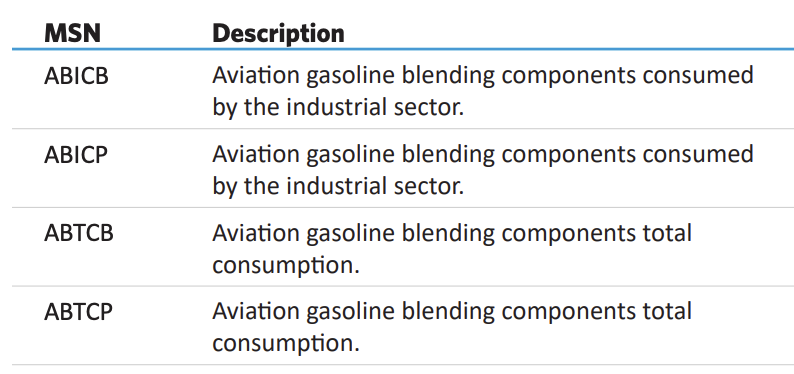 MSN Description
ABICB Aviation gasoline blending components consumed
by the industrial sector.
ABICP Aviation gasoline blending components consumed
by the industrial sector.
ABTCB Aviation gasoline blending components total
consumption.
ABTCP Aviation gasoline blending components total
consumption.